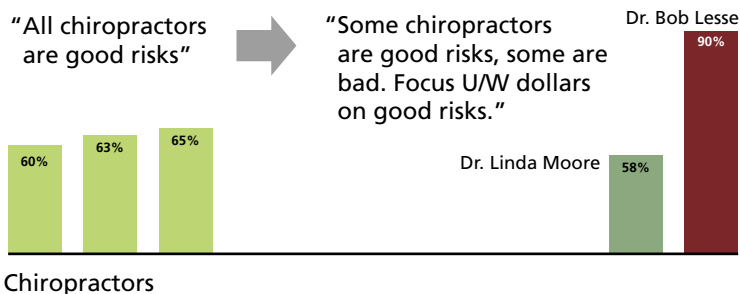 “All chiropractors
are good risks”
“Some chiropractors
are good risks, some are
bad. Focus U/W dollars
on good risks.”
Dr. Bob Lesse
90%
60%
63%
65%
Dr. Linda Moore
58%
Chiropractors